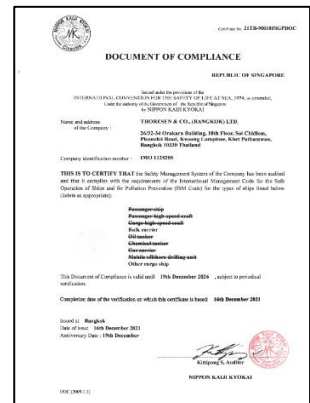 Certificate No. 21TB-M0101SGPDOC
DOCUMENT OF COMPLIANCE
REPUBLIC OF SINGAPORE
Issued under the provisions of the
INTERNATIONAL CONVENTION FOR THE SAFETY OF LIFE AT SEA, 1974, as amended,
Under the authority of the Government of the Republic of Singapore
by NIPPON KAIJI KYOKAI
Name and address THORESEN & CO., (BANGKOK) LTD.
of the Company :
26/32-34 Orakarn Building, 10th Floor, Soi Chidlom,
Ploenchit Road, Kwaeng Lumpinee, Khet Pathumwan,
Bangkok 10330 Thailand
Company identification number : IMO
THIS IS TO CERTIFY THAT the Safety Management System of the Company has been audited
and that it complies with the requirements of the International Management Code for the Safe
Operation of Ships and for Pollution Prevention (ISM Code) for the types of ships listed below
(delete as appropriate):
Passenger ship
Passenger high speed craft
Cargo high speed craft
Bulk carrier
Oil tanker
Chemical tanker
Gas carrier
Mobile offshore drilling unit
Other cargo ship
This Document of Compliance is valid until 19th December 2026 , subject to periodical
verification.
Completion date of the verification on which this certificate is based: 16th December 2021
Issued at Bangkok
Date of issue: 16th December 2021
Anniversary Date : 19th December
Kittipong S. Auditor
NIPPON KAIJI KYOKAI